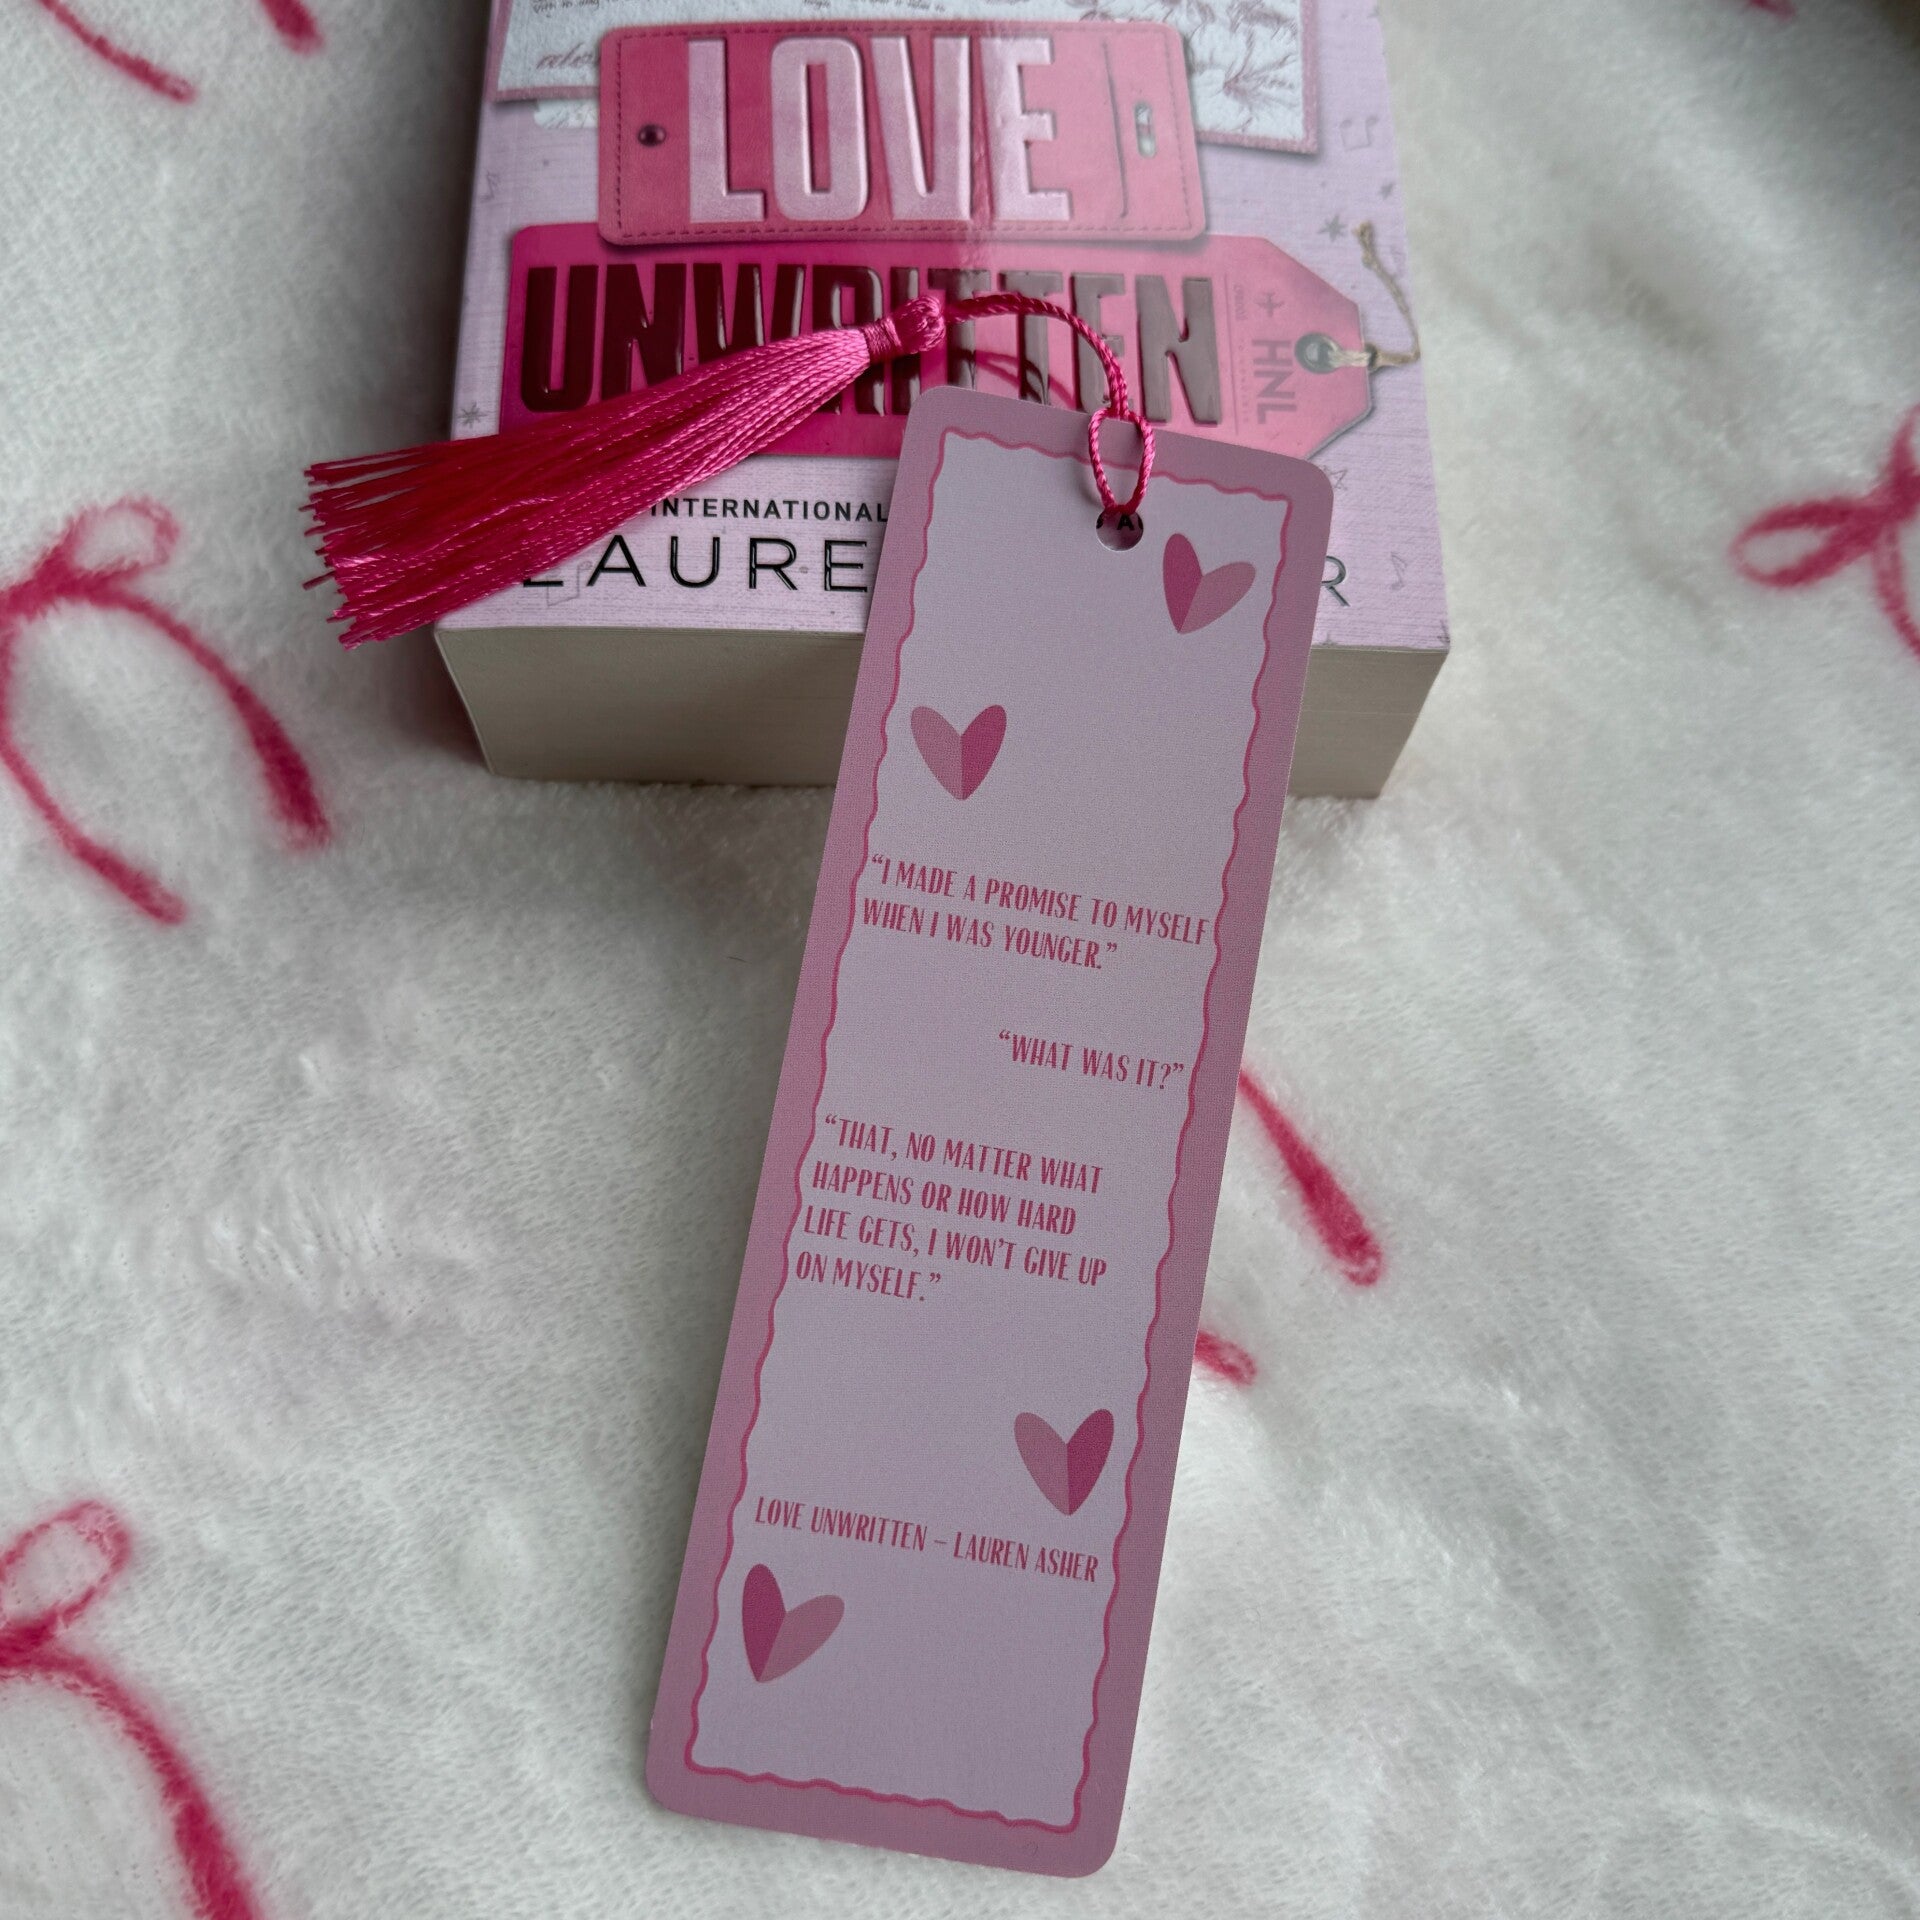 LOVE
UNWRITTEN
HNL
INTERNATIONAL
LAURE
R
"I MADE A PROMISE TO MYSELF
WHEN I WAS YOUNGER."
"WHAT WAS IT?"
"THAT, NO MATTER WHAT
HAPPENS OR HOW HARD
LIFE GETS, I WON'T GIVE UP
ON MYSELF."
LOVE UNWRITTEN – LAUREN ASHER